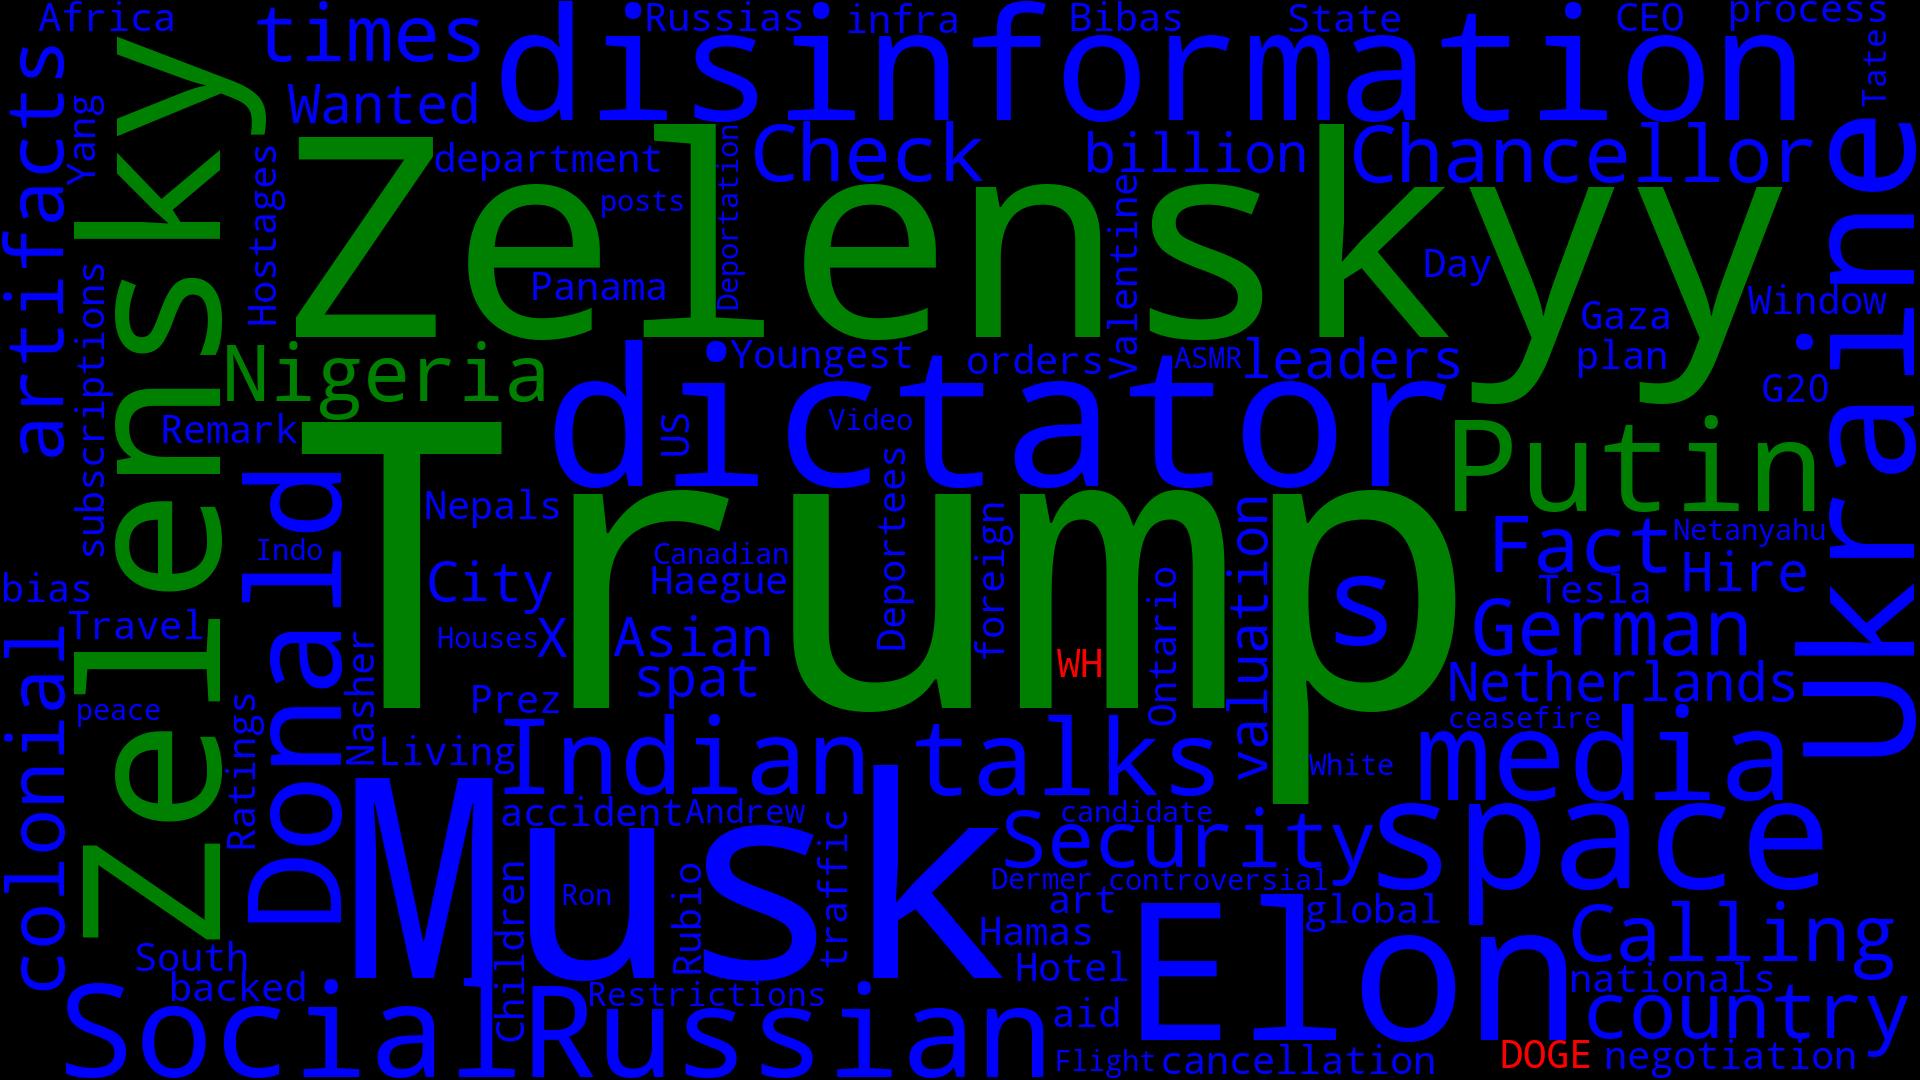 Africa
times
disinformation
Russias
infra
Bibas
State
CEO
process
Tate
artifacts
Yang
Zelensky
Wanted
Hostages
department
Zelenskyy
Check
billion
Chancellor
Ukraine
posts
Deportation
Valentine
Panama
Day
Gaza
plan
Window
G20
subscriptions
Nigeria
Youngest
orders
ASMR
leaders
dictator
Remark
US
Video
Putin
Donald
Trump
Nepals
Deportees
foreign
valuation
s
Fact
Netanyahu
Hire
Tesla
Indo
City
Canadian
Haegue
Ontario
bias
Travel
colonial
Houses
X
Asian
spat
WH
German
Netherlands
Nasher
Prez
peace
Ratings
ceasefire
Living
Indian
talks
White
media
Musk
accident
Andrew
traffic
candidate
Security
space
Children
Ron
Rubio
Dermer
controversial
art
global
Hamas
Elon
Calling
South
backed
Hotel
nationals
Social
Russian
Restrictions
aid
country
Flight
cancellation
DOGE
negotiation